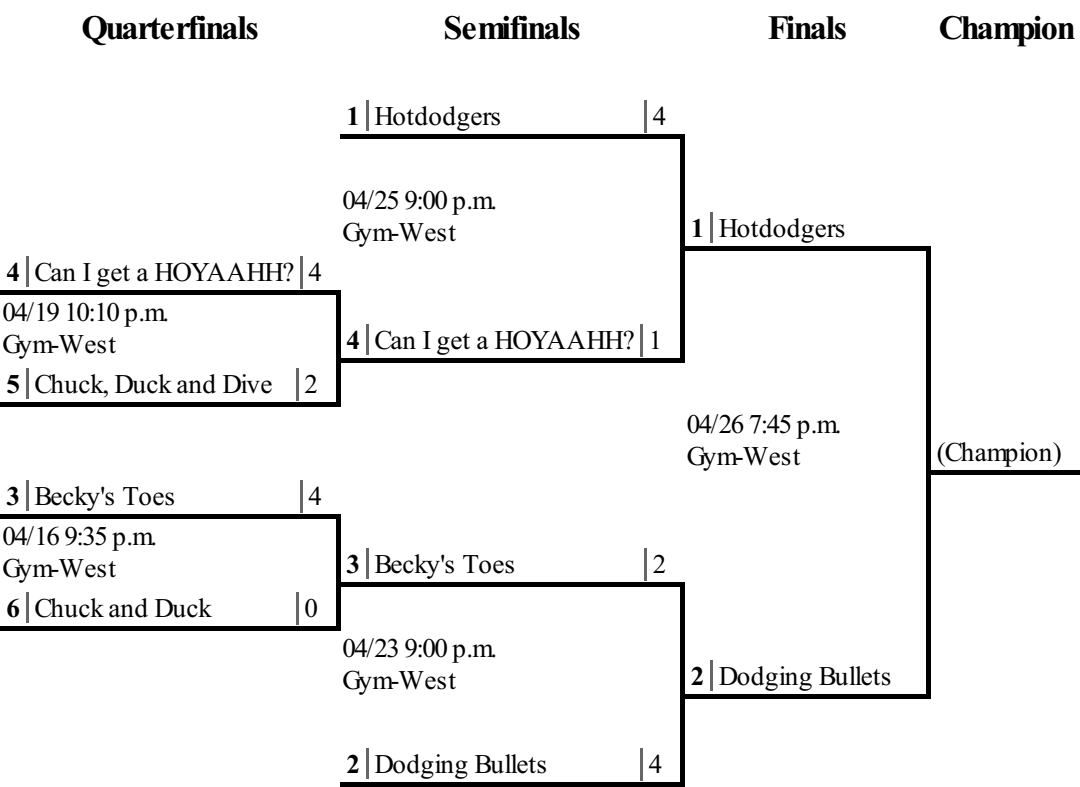 Quarterfinals Semifinals Finals Champion
1 Hotdodgers 4
04/25 9:00 p.m.
Gym-West
1 Hotdodgers
4 Can I get a HOYAAHH? 4
04/19 10:10 p.m.
Gym-West
4 Can I get a HOYAAHH? 1
5 Chuck, Duck and Dive 2
04/26 7:45 p.m.
Gym-West
(Champion)
3 Becky's Toes 4
04/16 9:35 p.m.
Gym-West
3 Becky's Toes 2
6 Chuck and Duck 0
04/23 9:00 p.m.
Gym-West
2 Dodging Bullets
2 Dodging Bullets 4